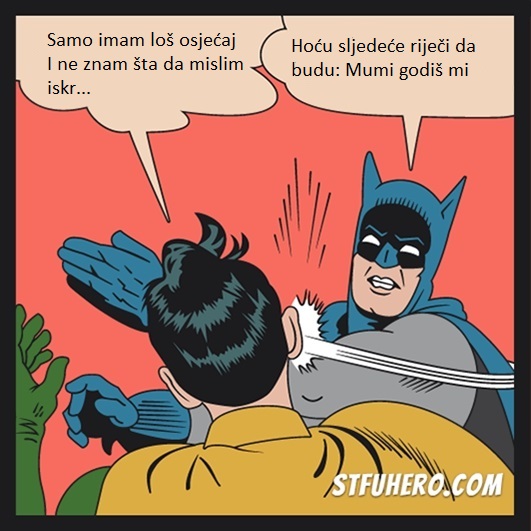 Samo imam loš osjećaj
I ne znam šta da mislim
iskr...
Hoću sljedeće riječi da
budu: Mumi godiš mi
STFUHERO.COM